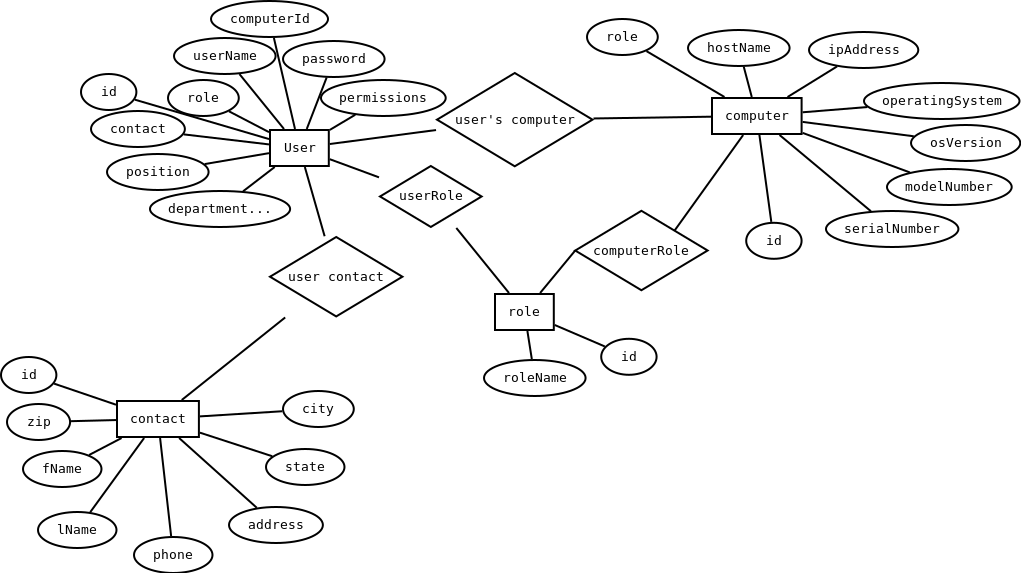 computerId
role
userName
hostName
ipAddress
password
id
role
permissions
operatingSystem
contact
user's computer
computer
User
osVersion
position
userRole
modelNumber
department...
serialNumber
id
computerRole
user contact
role
id
id
roleName
city
zip
contact
fName
state
lName
address
phone